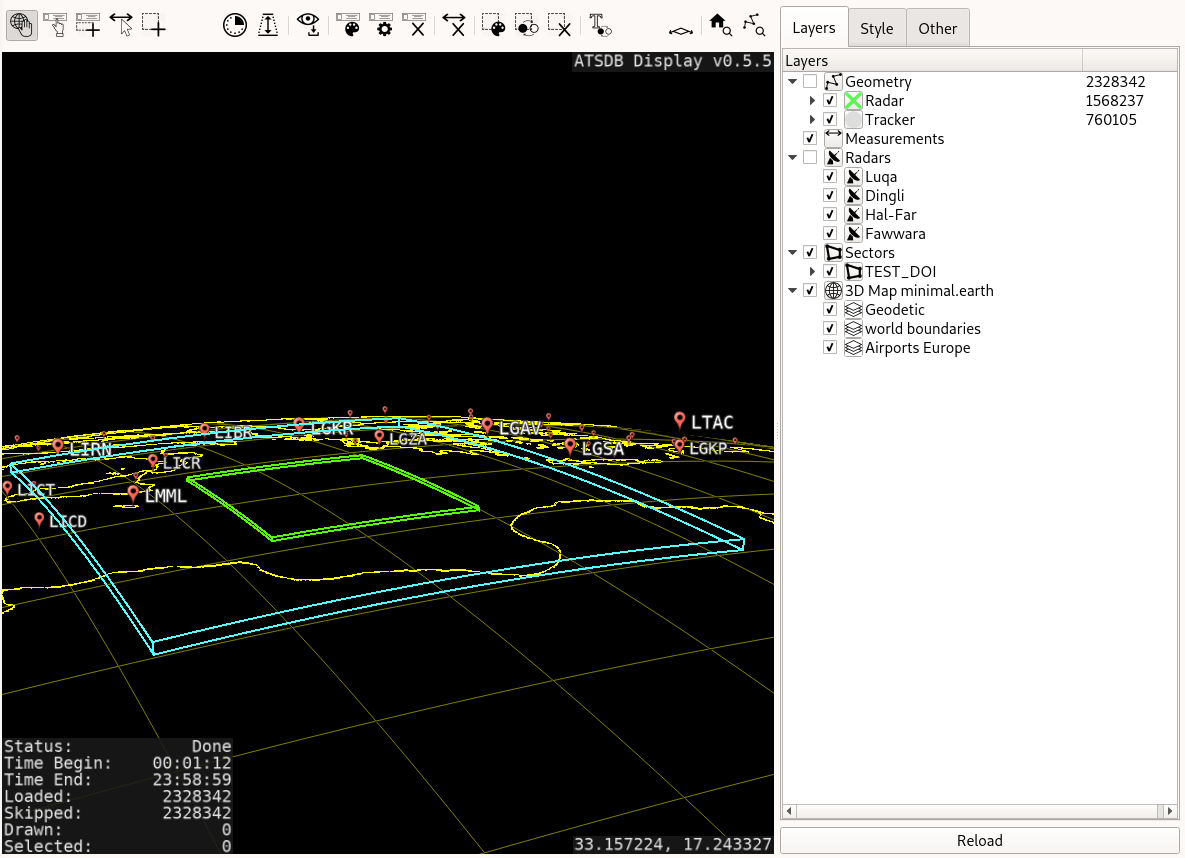 ATSDB Display v0.5.5
LTAC
LIBR
LGKR
LGZA
LGAV
LIRN
LGSA
LGKP
LICR
LICT
LMML
LICD
Status: Done
Time Begin: 00:01:12
Time End: 23:58:59
Loaded: 2328342
Skipped: 2328342
Drawn: 0
Selected: 0
33.157224, 17.243327
Layers Style Other
Layers
Geometry 2328342
Radar 1568237
Tracker 760105
Measurements
Radars
Luqa
Dingli
Hal-Far
Fawwara
Sectors
TEST_DOI
3D Map minimal.earth
Geodetic
world boundaries
Airports Europe
Reload